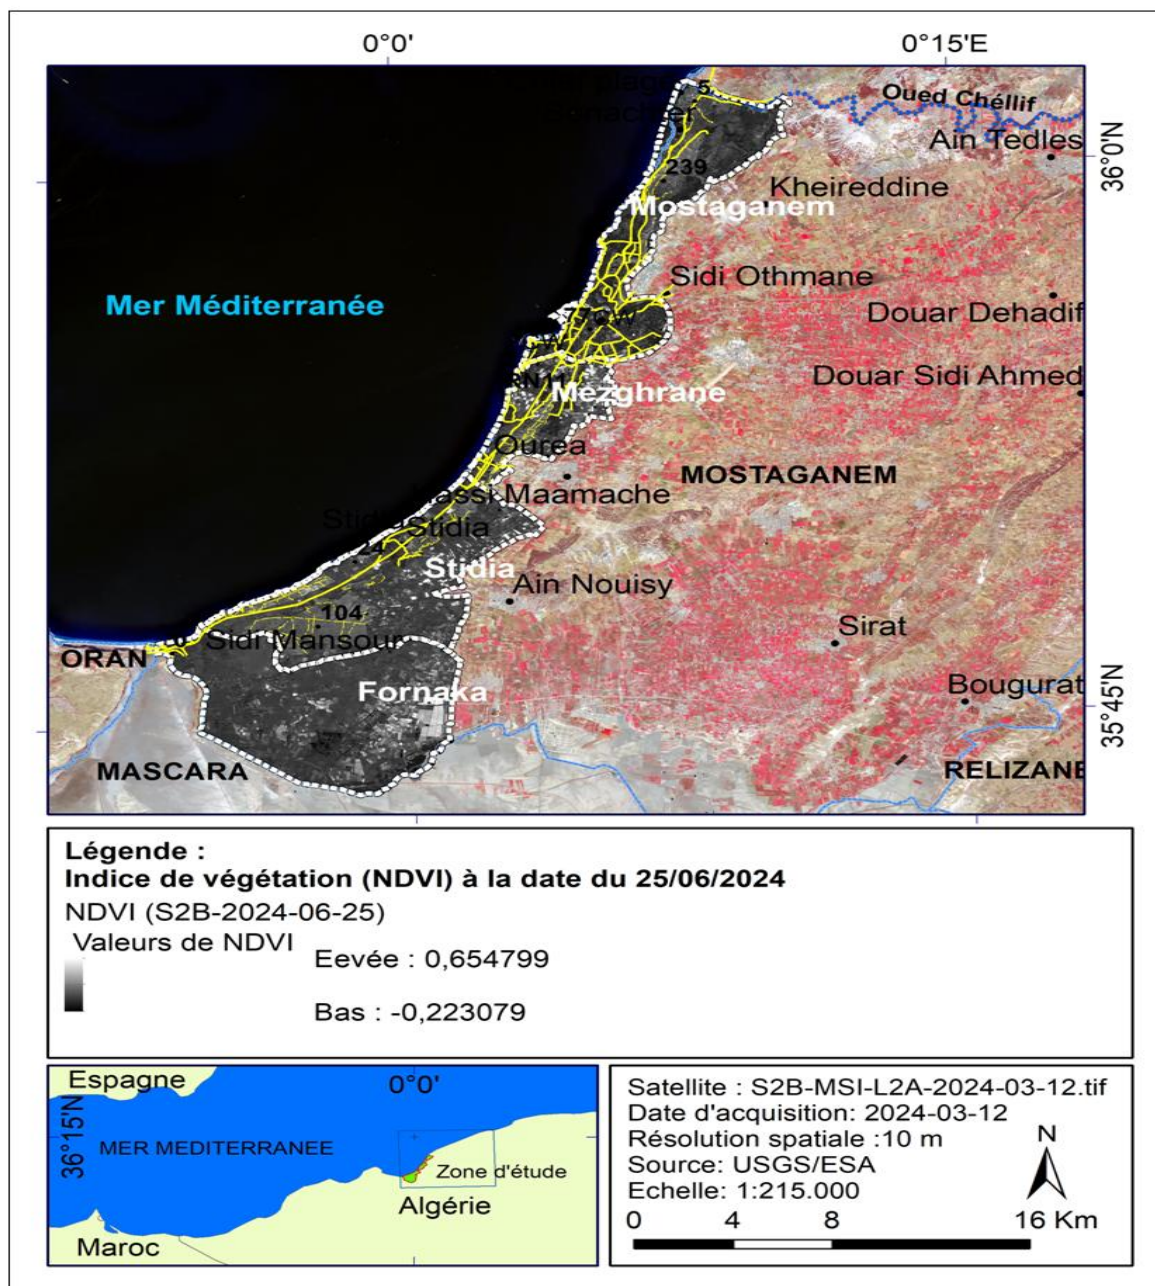 0°0' 0°15'E
5
Oued Chéllif
Ain Tedles
36°0'N
239
Kheireddine
Mostaganem
Sidi Othmane
Mer Méditerranée
Douar Dehadif
Douar Sidi Ahmed
Mezghrane
Ourea
MOSTAGANEM
Massi Maamache
Stidia
Stidia
24
Stidia
Ain Nouisy
104
Sirat
Sidi Mansour
ORAN
Fornaka
Bougurat
35°45'N
MASCARA
RELIZANE
Légende :
Indice de végétation (NDVI) à la date du 25/06/2024
NDVI (S2B-2024-06-25)
Valeurs de NDVI
Eevée : 0,654799
Bas : -0,223079
Espagne
0°0'
36°15'N
MER MEDITERRANEE
Zone d'étude
Algérie
Maroc
Satellite : S2B-MSI-L2A-2024-03-12.tif
Date d'acquisition: 2024-03-12
Résolution spatiale :10 m
Source: USGS/ESA
Echelle: 1:215.000
N
0 4 8 16 Km